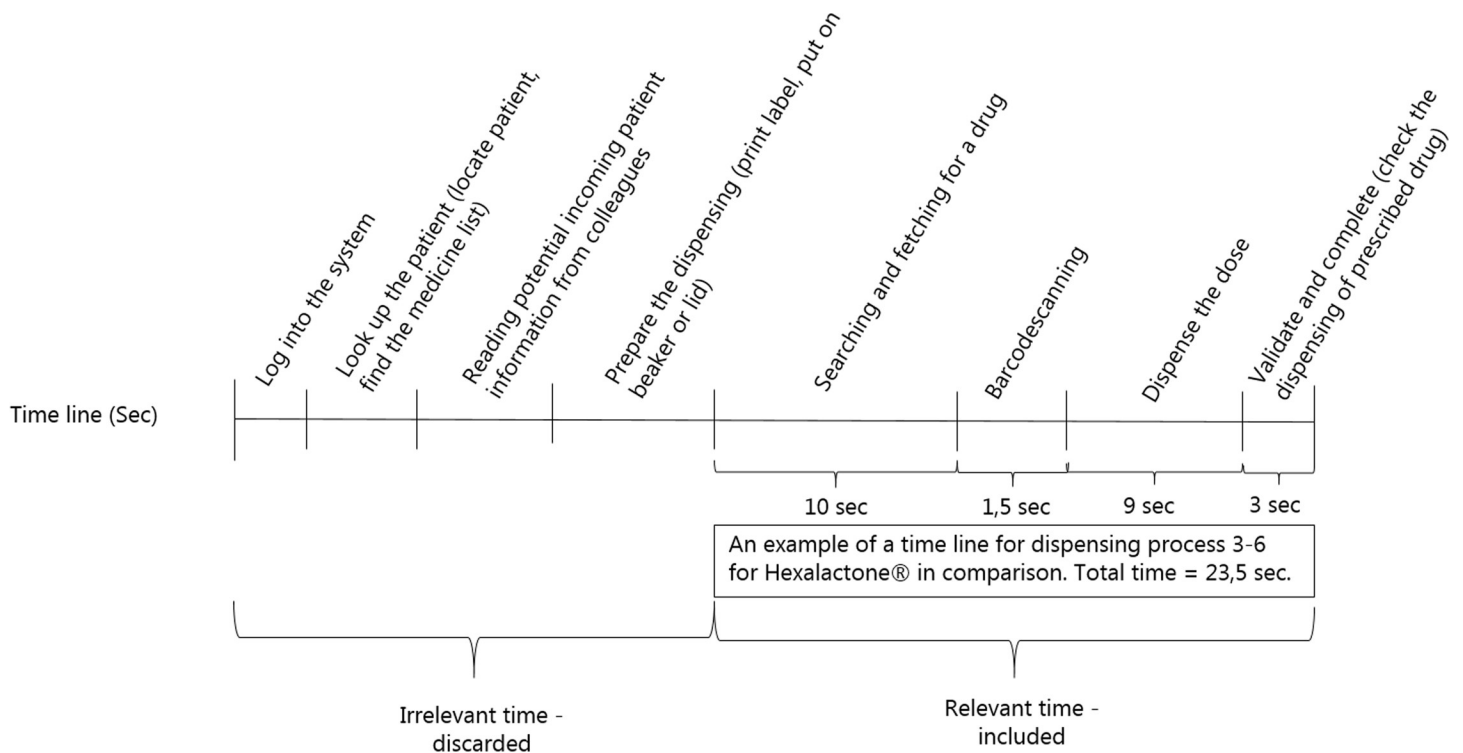 Log into the system
Look up the patient (locate patient,
find the medicine list)
Reading potential incoming patient
information from colleagues
Prepare the dispensing (print label, put on
beaker or lid)
Searching and fetching for a drug
Barcodescanning
Dispense the dose
Validate and complete (check the
dispensing of prescribed drug)
Time line (Sec)
10 sec
1,5 sec
9 sec
3 sec
An example of a time line for dispensing process 3-6
for Hexalactone® in comparison. Total time = 23,5 sec.
Irrelevant time -
discarded
Relevant time -
included